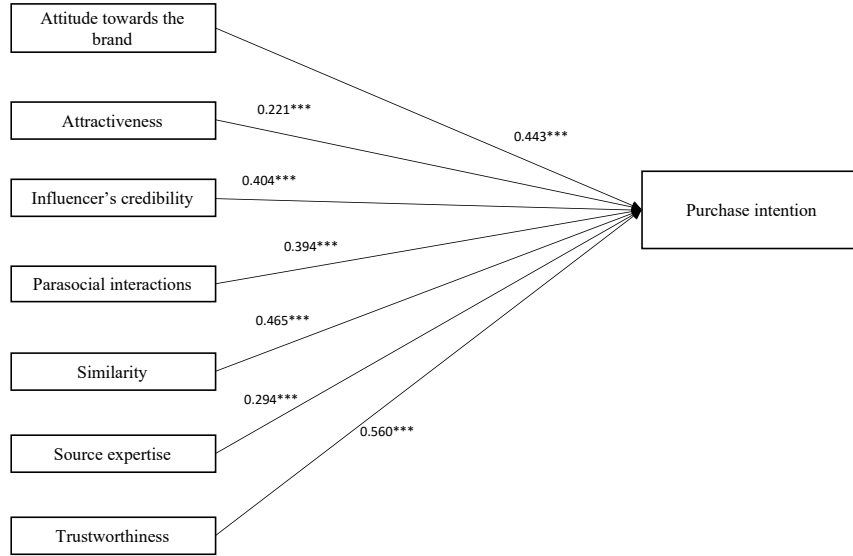 Attitude towards the
brand
0.221***
Attractiveness
0.443***
0.404***
Influencer’s credibility
Purchase intention
0.394***
Parasocial interactions
0.465***
Similarity
0.294***
0.560***
Source expertise
Trustworthiness